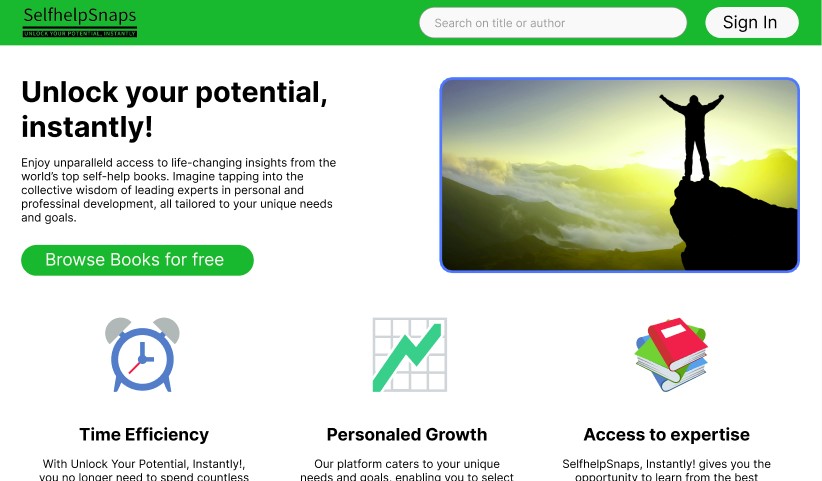 SelfhelpSnaps
UNLOCK YOUR POTENTIAL, INSTANTLY
Search on title or author
Sign In
Unlock your potential,
instantly!
Enjoy unparalleld access to life-changing insights from the
world's top self-help books. Imagine tapping into the
collective wisdom of leading experts in personal and
professinal development, all tailored to your unique needs
and goals.
Browse Books for free
Time Efficiency
Personaled Growth
Access to expertise
With Unlock Your Potential, Instantly!,
you no longer need to spend countless
Our platform caters to your unique
needs and goals, enabling you to select
SelfhelpSnaps, Instantly! gives you the
opportunity to learn from the best